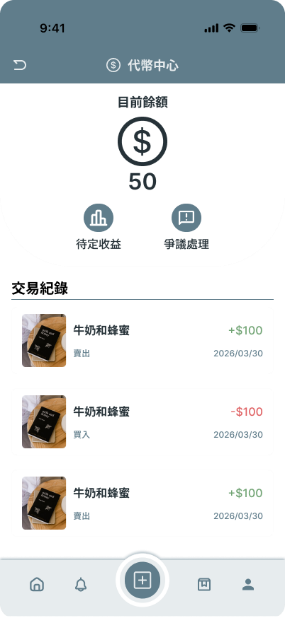 9:41
代幣中心
目前餘額
$
50
待定收益
爭議處理
交易紀錄
牛奶和蜂蜜
+$100
賣出
2026/03/30
牛奶和蜂蜜
-$100
買入
2026/03/30
牛奶和蜂蜜
+$100
賣出
2026/03/30